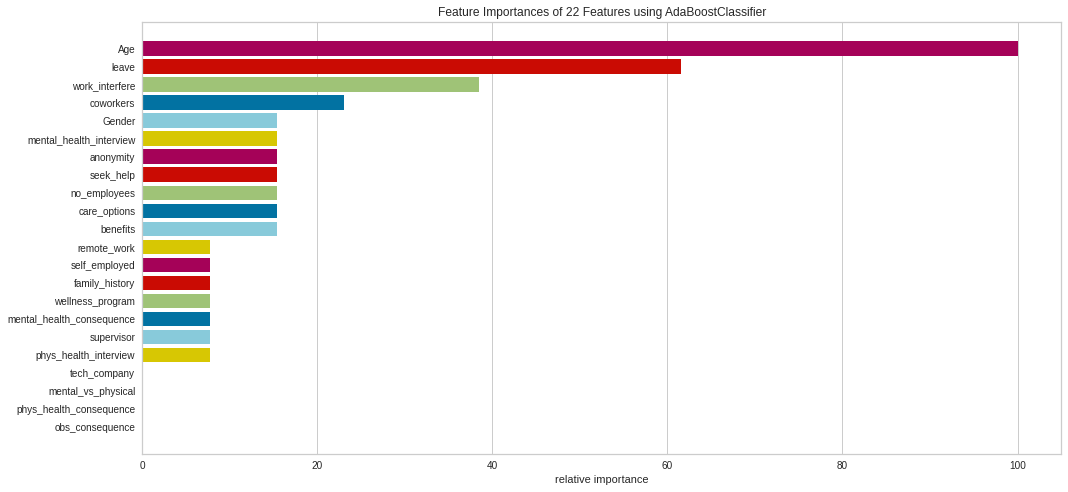 Feature Importances of 22 Features using AdaBoostClassifier
Age
leave
work_interfere
coworkers
Gender
mental_health_interview
anonymity
seek_help
no_employees
care_options
benefits
remote_work
self_employed
family_history
wellness_program
mental_health_consequence
supervisor
phys_health_interview
tech_company
mental_vs_physical
phys_health_consequence
obs_consequence
0 20 40 60 80 100
relative importance